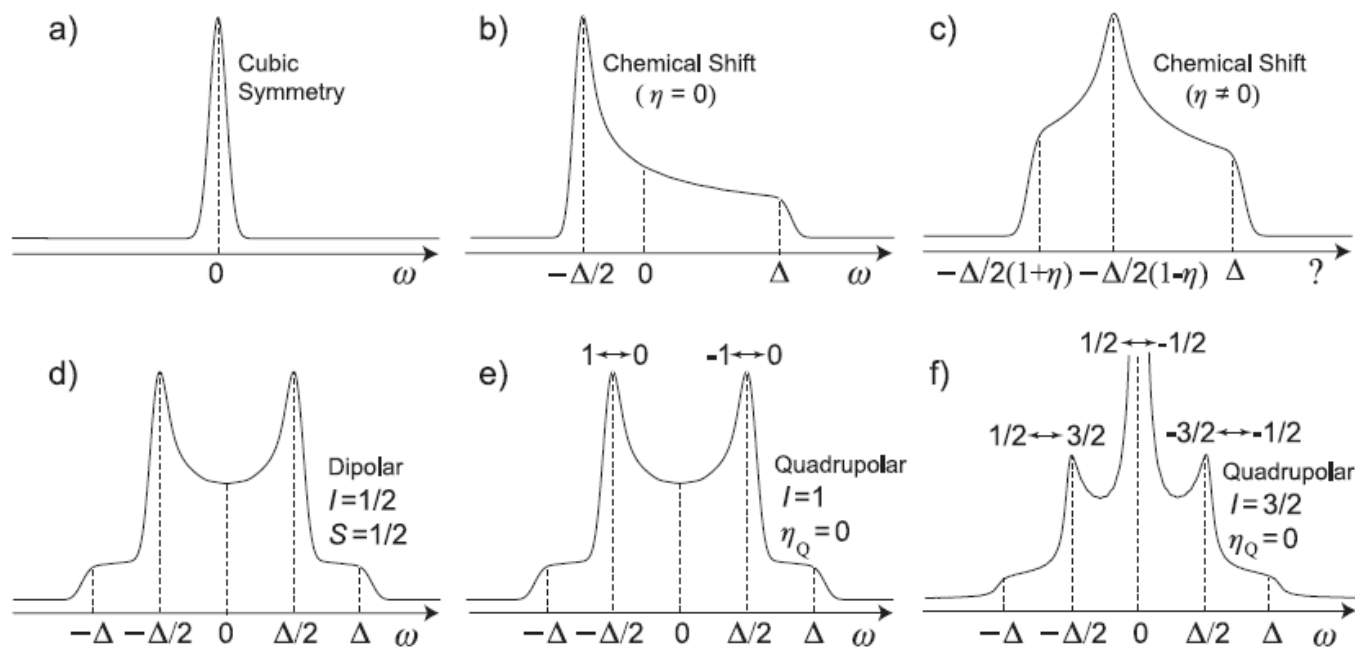 a)
Cubic
Symmetry
0
ω
b)
Chemical Shift
( η = 0)
−Δ/2 0 Δ ω
c)
Chemical Shift
(η ≠ 0)
−Δ/2(1+η) −Δ/2(1-η) Δ ?
d)
Dipolar
I=1/2
S=1/2
−Δ −Δ/2 0 Δ/2 Δ ω
e)
1↔0 -1↔0
Quadrupolar
I=1
ηQ=0
−Δ −Δ/2 0 Δ/2 Δ ω
f)
1/2↔-1/2
1/2↔3/2 -3/2↔-1/2
Quadrupolar
I=3/2
ηQ=0
−Δ −Δ/2 0 Δ/2 Δ ω